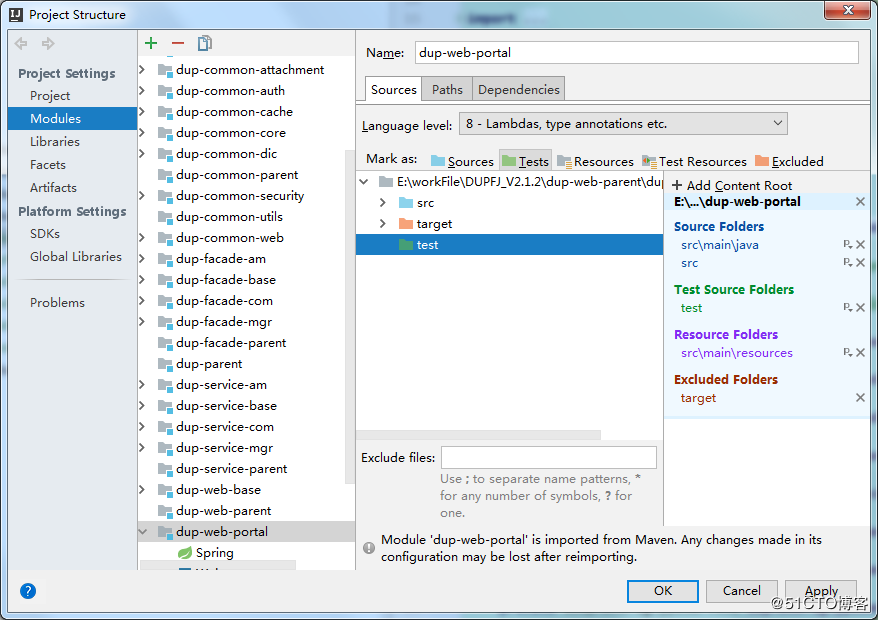 import
Project Structure
Project Settings
Project
Modules
Libraries
Facets
Artifacts
Platform Settings
SDKs
Global Libraries
Problems
dup-common-attachment
dup-common-auth
dup-common-cache
dup-common-core
dup-common-dic
dup-common-parent
dup-common-security
dup-common-utils
dup-common-web
dup-facade-am
dup-facade-base
dup-facade-com
dup-facade-mgr
dup-facade-parent
dup-parent
dup-service-am
dup-service-base
dup-service-com
dup-service-mgr
dup-service-parent
dup-web-base
dup-web-parent
dup-web-portal
Spring
Name: dup-web-portal
Sources Paths Dependencies
Language level: 8 - Lambdas, type annotations etc.
Mark as: Sources Tests Resources Test Resources Excluded
E:\workFile\DUPFJ_V2.1.2\dup-web-parent\dup
src
target
test
+ Add Content Root
E:\...\dup-web-portal
Source Folders
src\main\java
src
Test Source Folders
test
Resource Folders
src\main\resources
Excluded Folders
target
Exclude files:
Use ; to separate name patterns, *
for any number of symbols, ? for
one.
Module 'dup-web-portal' is imported from Maven. Any changes made in its
configuration may be lost after reimporting.
?
OK Cancel Apply
@51CTO博客